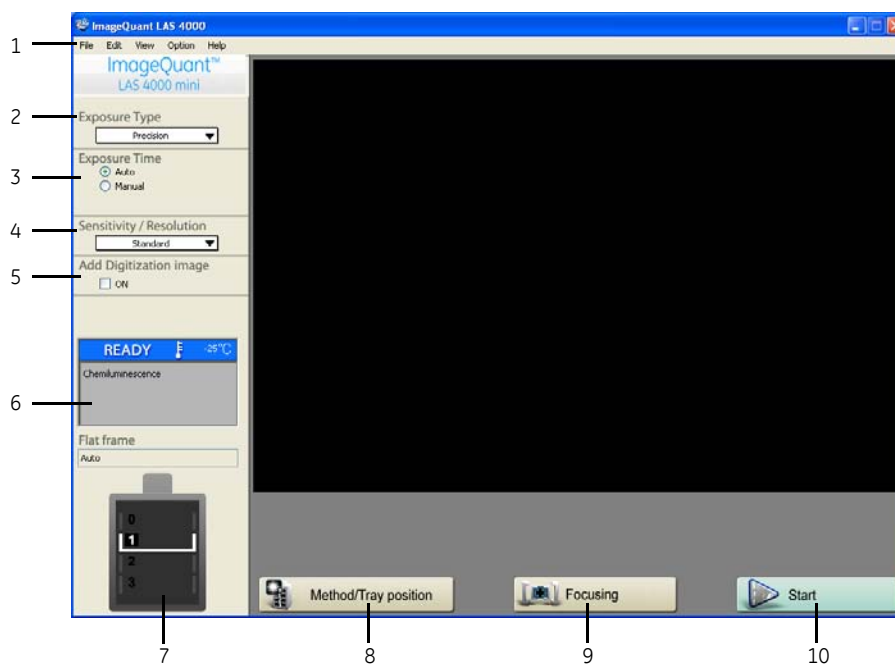 ImageQuant LAS 4000
1
File Edit View Option Help
ImageQuant™
LAS 4000 mini
2
Exposure Type
Precision
Exposure Time
3
Auto
Manual
4
Sensitivity / Resolution
Standard
Add Digitization image
5
ON
READY -25°C
Chemiluminescence
6
Flat frame
Auto
0
1
2
3
Method/Tray position Focusing Start
7 8 9 10